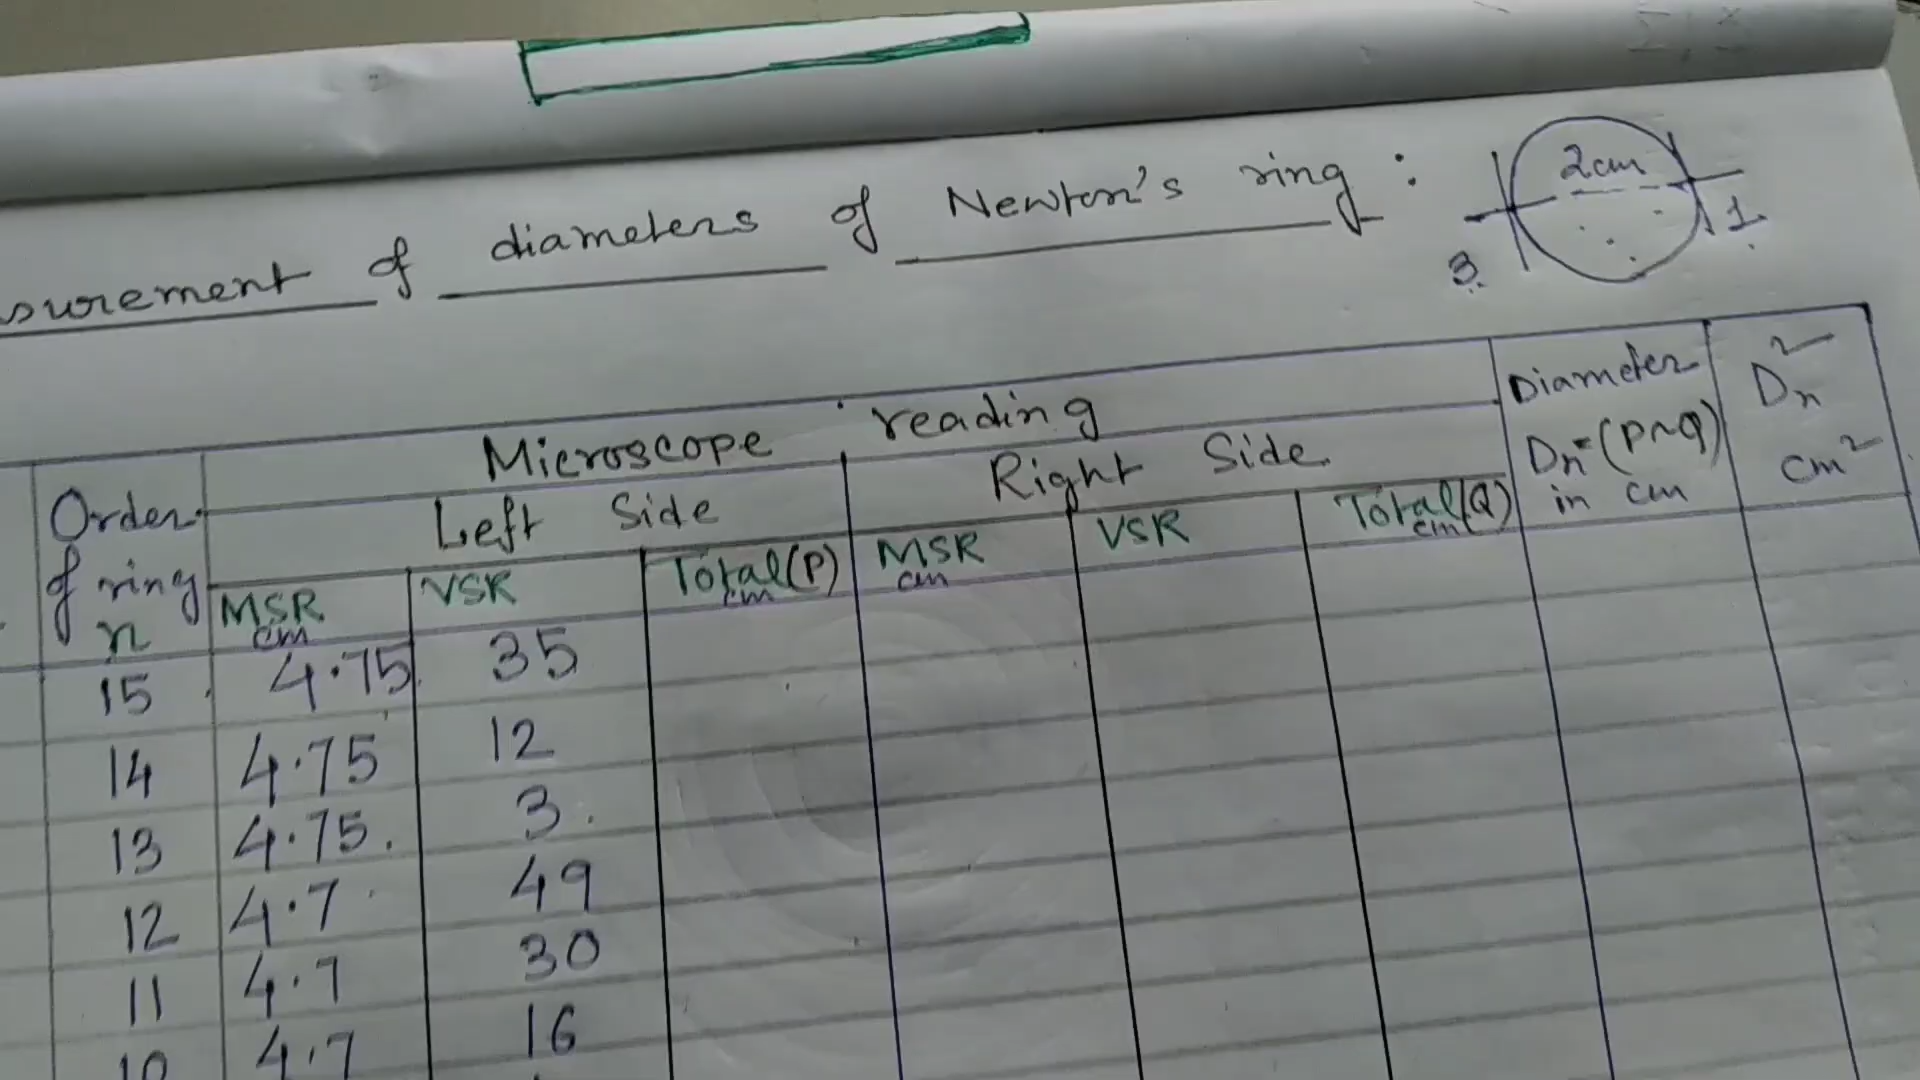 surement of diameters of Newton's ring :
2cm
3
1
Order of ring n
Microscope reading
Diameter Dn=(P~Q) in cm
Dn² cm²
Left Side
Right Side
MSR cm
VSR
Total(P) cm
MSR cm
VSR
Total(Q) cm
15 4.75 35
14 4.75 12
13 4.75. 3.
12 4.7 49
11 4.7 30
10 4.7 16